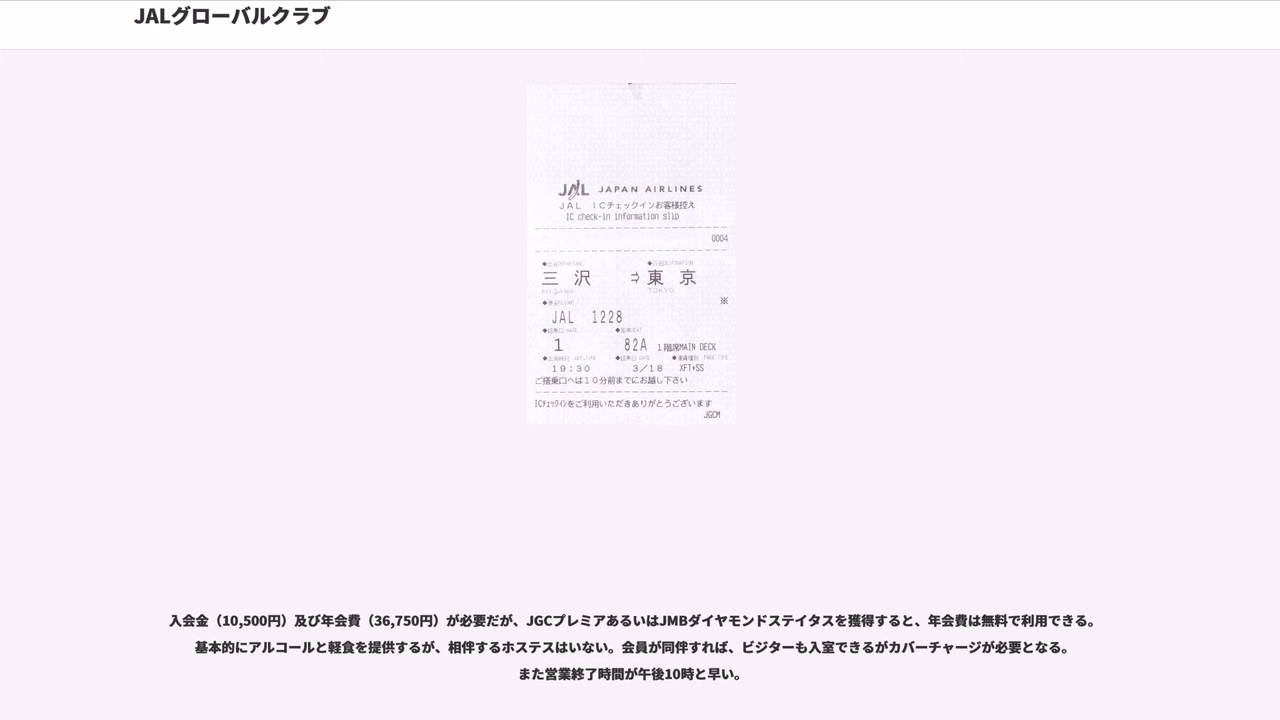 JALグローバルクラブ
JAL JAPAN AIRLINES
JAL ICチェックインお客様控え
IC check-in information slip
0004
三 沢 ⇒ 東 京
MISAWA TOKYO
※
JAL 1228
1 82A 1階席MAIN DECK
19:30 3/18 XFT+SS
ご搭乗口へは10分前までにお越し下さい
ICチェックインをご利用いただきありがとうございます
JGCM
入会金（10,500円）及び年会費（36,750円）が必要だが、JGCプレミアあるいはJMBダイヤモンドステイタスを獲得すると、年会費は無料で利用できる。
基本的にアルコールと軽食を提供するが、相伴するホステスはいない。会員が同伴すれば、ビジターも入室できるがカバーチャージが必要となる。
また営業終了時間が午後10時と早い。